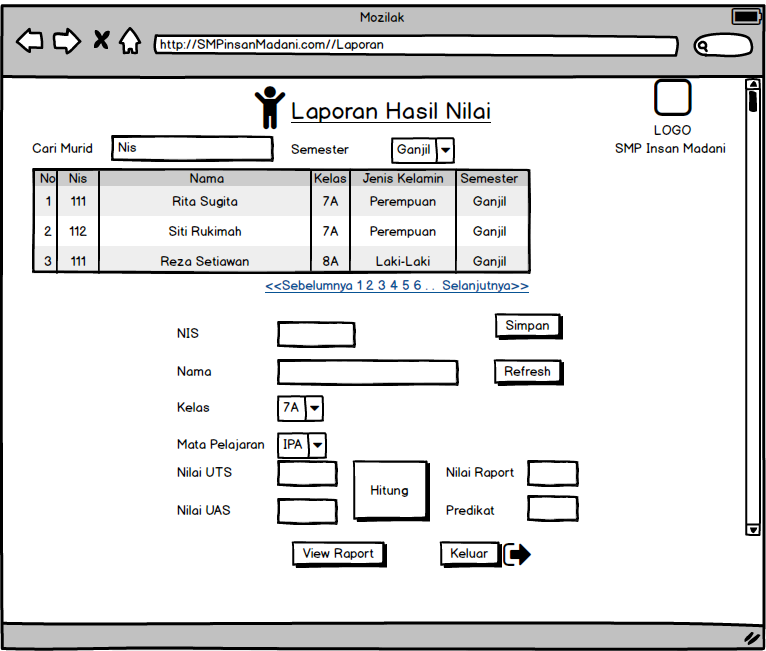 Mozilak
http://SMPinsanMadani.com//Laporan
Laporan Hasil Nilai
LOGO
SMP Insan Madani
Cari Murid Nis Semester Ganjil
No Nis Nama Kelas Jenis Kelamin Semester
1 111 Rita Sugita 7A Perempuan Ganjil
2 112 Siti Rukimah 7A Perempuan Ganjil
3 111 Reza Setiawan 8A Laki-Laki Ganjil
<<Sebelumnya 1 2 3 4 5 6 . . Selanjutnya>>
NIS Simpan
Nama Refresh
Kelas 7A
Mata Pelajaran IPA
Nilai UTS Hitung Nilai Raport
Nilai UAS Predikat
View Raport Keluar